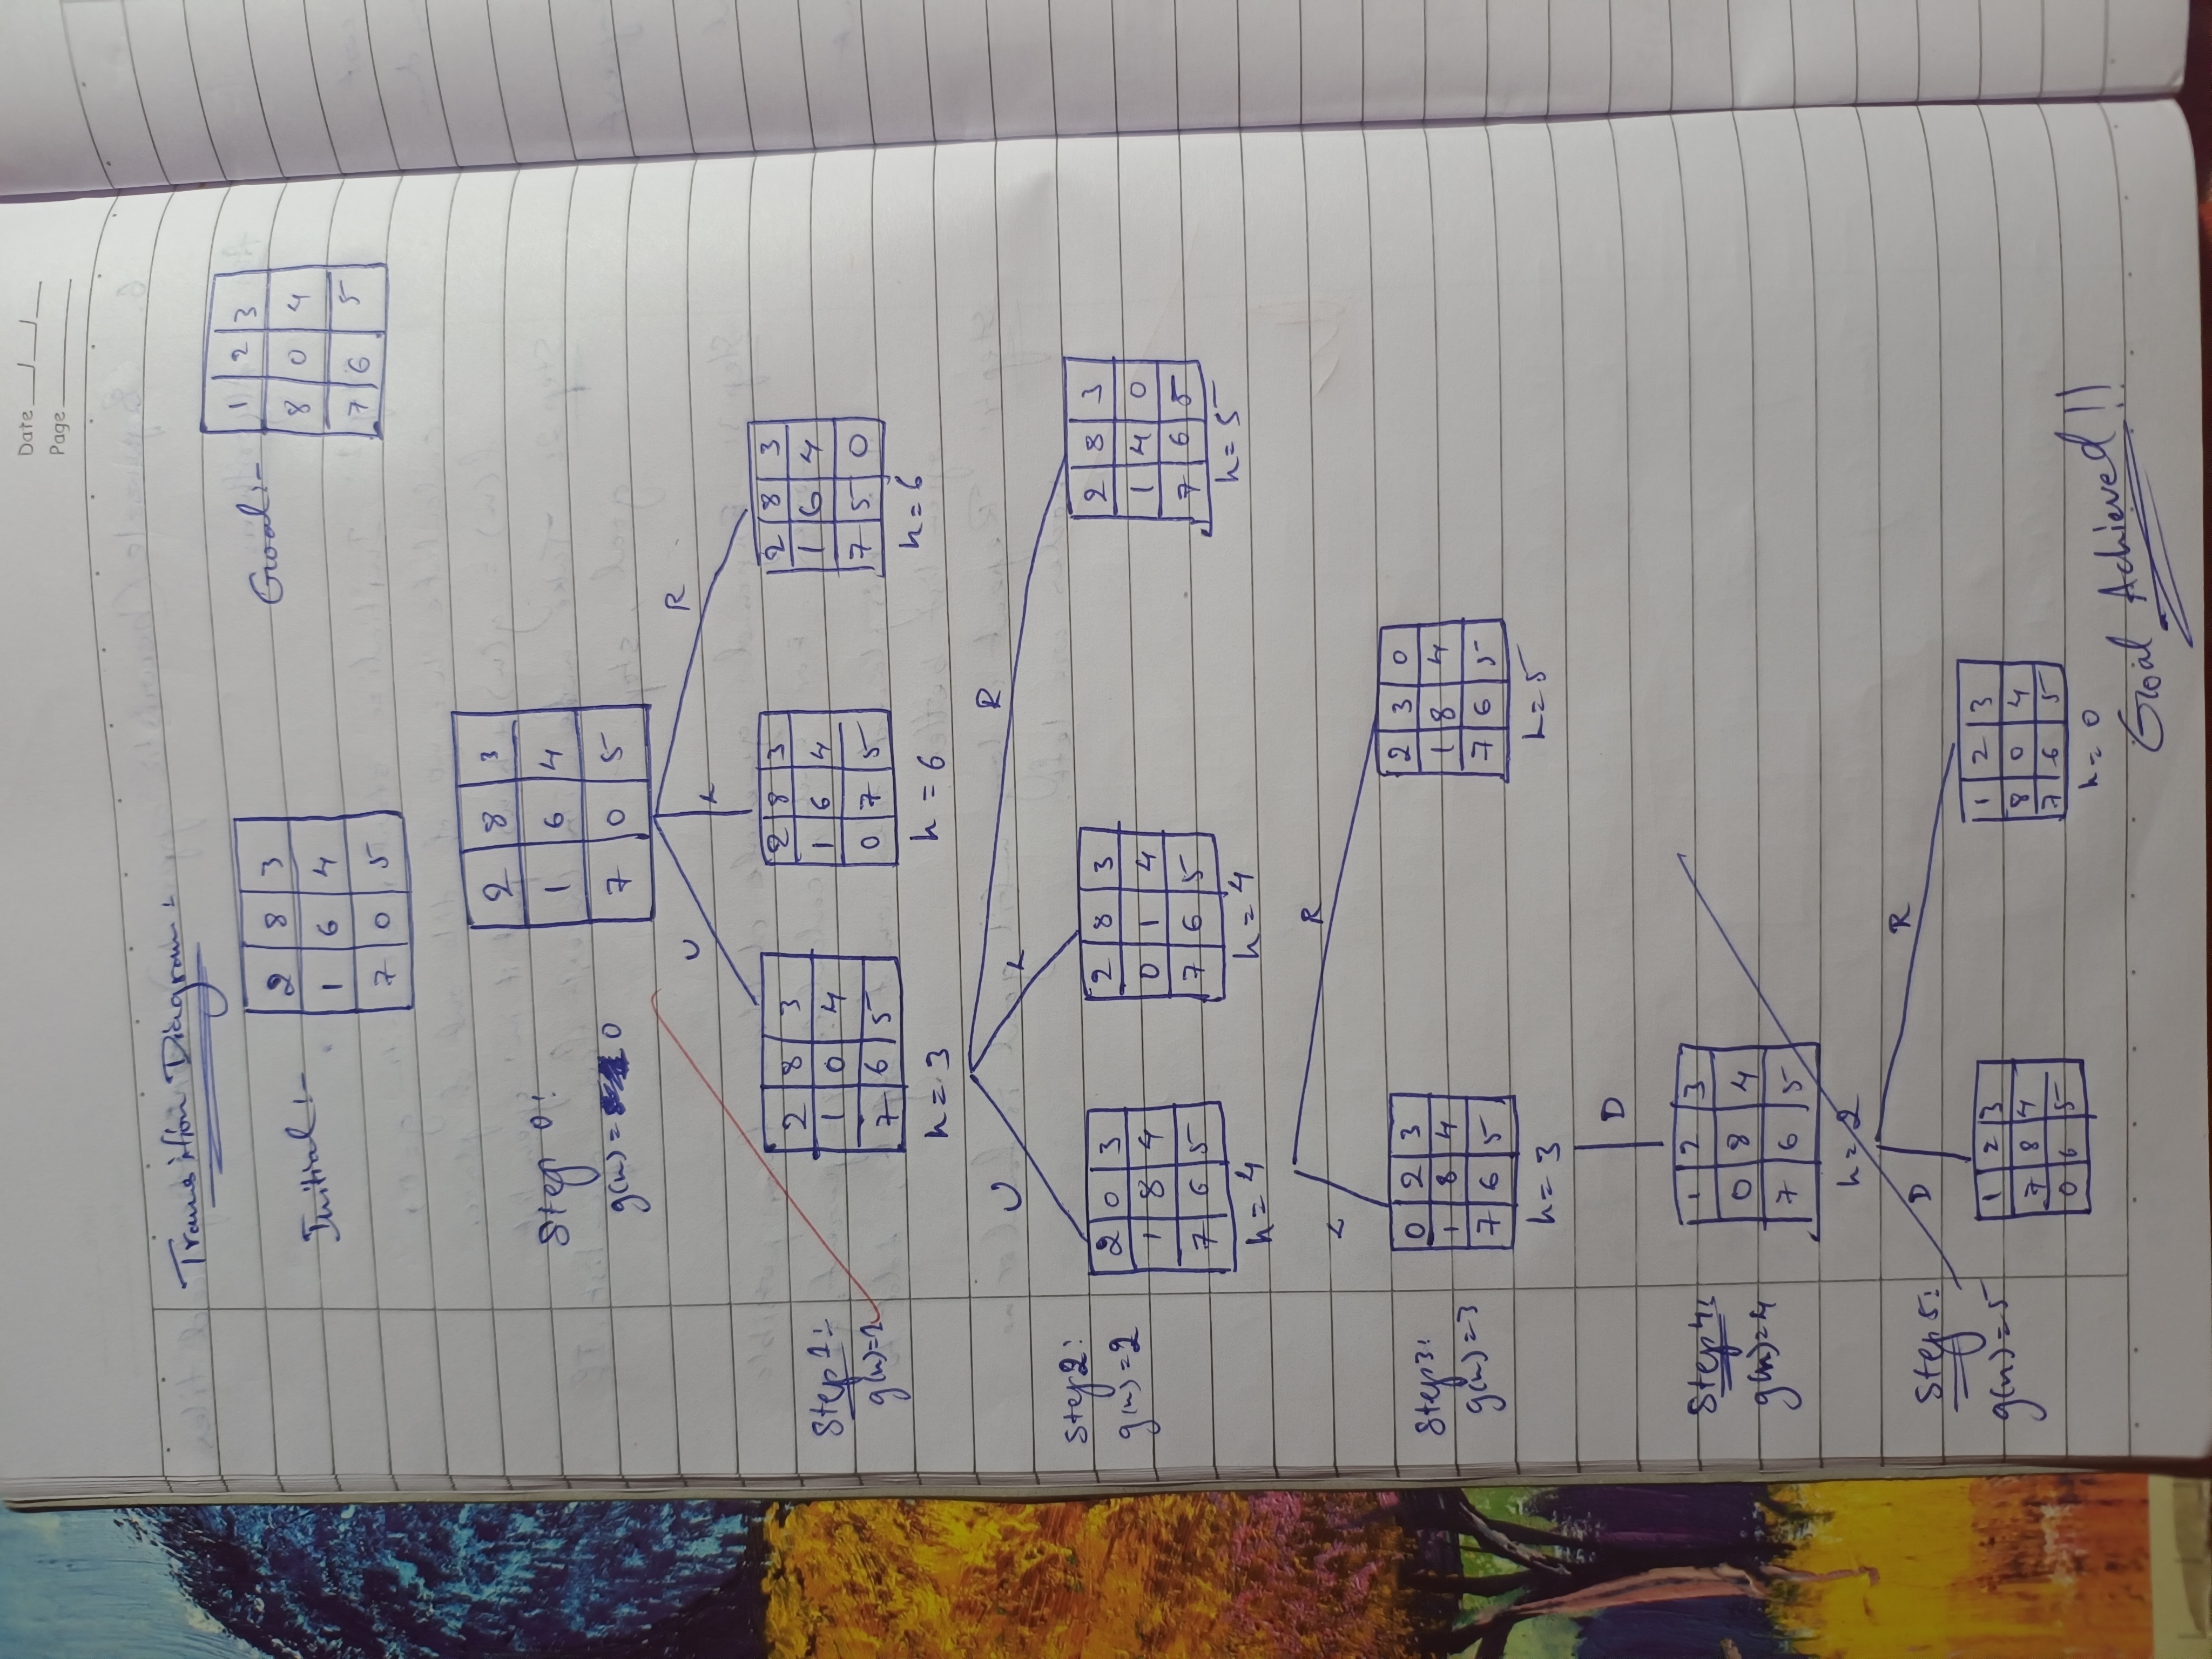 Date __/__/__
Page
Transition Diagram:
Initial :-
2 8 3
1 6 4
7 0 5
Goal :-
1 2 3
8 0 4
7 6 5
Step 0:
g(n) = 0
2 8 3
1 6 4
7 0 5
U L R
Step 1:
g(n)=1
2 8 3
1 0 4
7 6 5
h = 3
2 8 3
1 6 4
0 7 5
h = 6
2 8 3
1 6 4
7 5 0
h = 6
U L R
Step 2:
g(n) = 2
2 0 3
1 8 4
7 6 5
h = 4
2 8 3
0 1 4
7 6 5
h = 4
2 8 3
1 4 0
7 6 5
h = 5
L R
Step 3:
g(n) = 3
0 2 3
1 8 4
7 6 5
h = 3
2 3 0
1 8 4
7 6 5
h = 5
D
Step 4:
g(n) = 4
1 2 3
0 8 4
7 6 5
h = 2
D R
Step 5:
g(n) = 5
1 2 3
7 8 4
0 6 5
1 2 3
8 0 4
7 6 5
h = 0
Goal Achieved!!